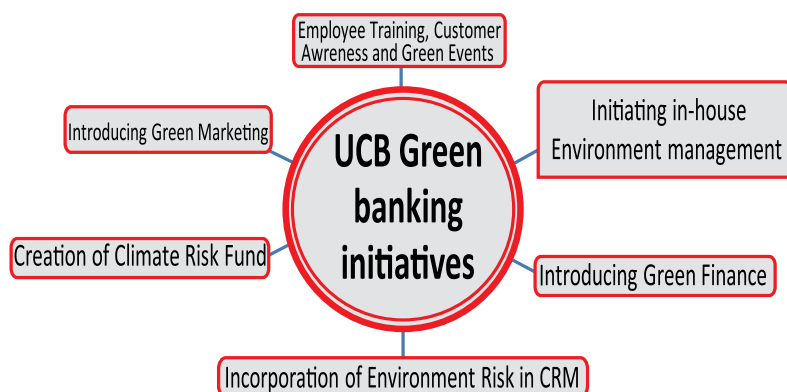 Employee Training, Customer
Awreness and Green Events
Introducing Green Marketing
Initiating in-house
Environment management
UCB Green
banking
initiatives
Creation of Climate Risk Fund
Introducing Green Finance
Incorporation of Environment Risk in CRM